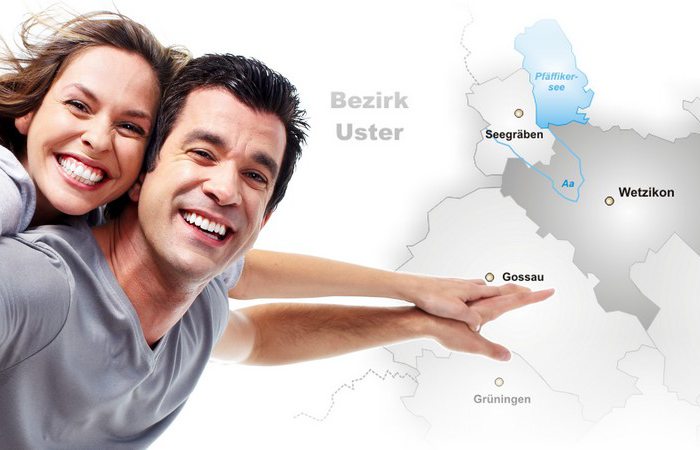 Bezirk
Uster
Pfäffiker-
see
Seegräben
Aa
Wetzikon
Gossau
Grüningen